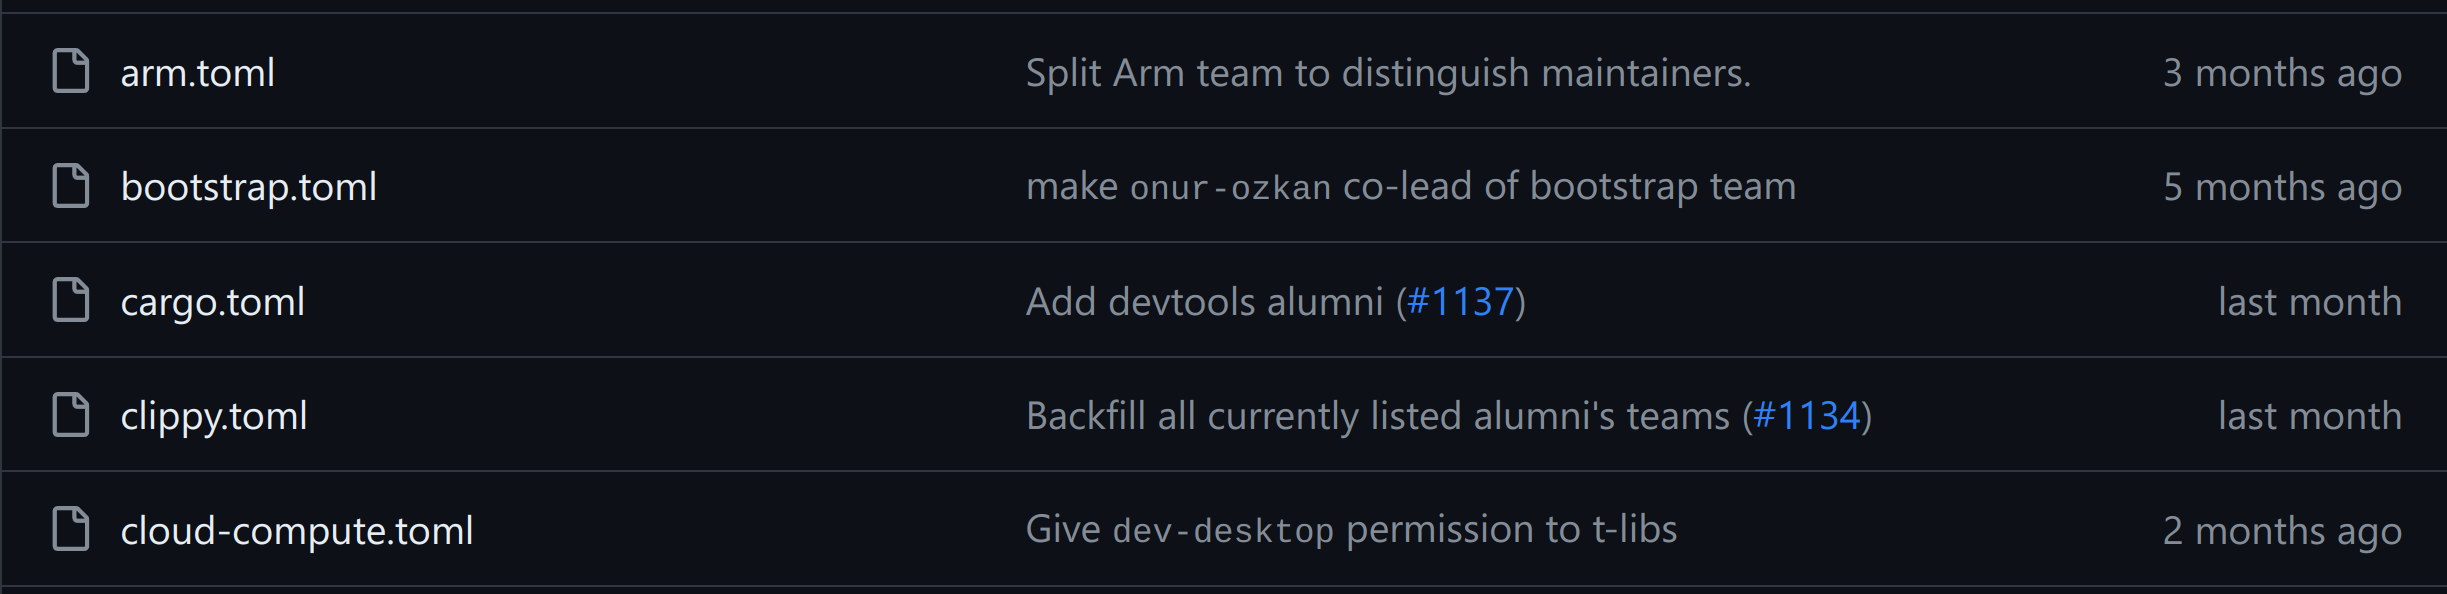 arm.toml Split Arm team to distinguish maintainers. 3 months ago
bootstrap.toml make onur-ozkan co-lead of bootstrap team 5 months ago
cargo.toml Add devtools alumni (#1137) last month
clippy.toml Backfill all currently listed alumni's teams (#1134) last month
cloud-compute.toml Give dev-desktop permission to t-libs 2 months ago